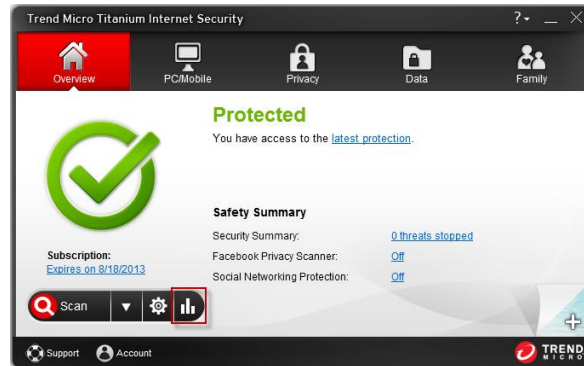 Trend Micro Titanium Internet Security
?
Overview
PC/Mobile
Privacy
Data
Family
Protected
You have access to the latest protection.
Safety Summary
Security Summary: 0 threats stopped
Facebook Privacy Scanner: Off
Social Networking Protection: Off
Subscription:
Expires on 8/18/2013
Scan
Support
Account
TREND
MICRO